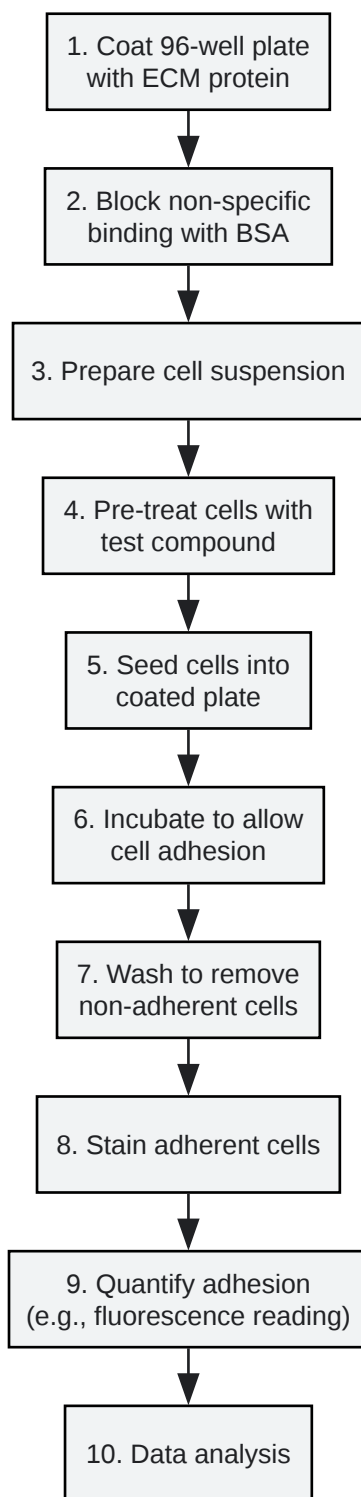 1. Coat 96-well plate
with ECM protein
2. Block non-specific
binding with BSA
3. Prepare cell suspension
4. Pre-treat cells with
test compound
5. Seed cells into
coated plate
6. Incubate to allow
cell adhesion
7. Wash to remove
non-adherent cells
8. Stain adherent cells
9. Quantify adhesion
(e.g., fluorescence reading)
10. Data analysis